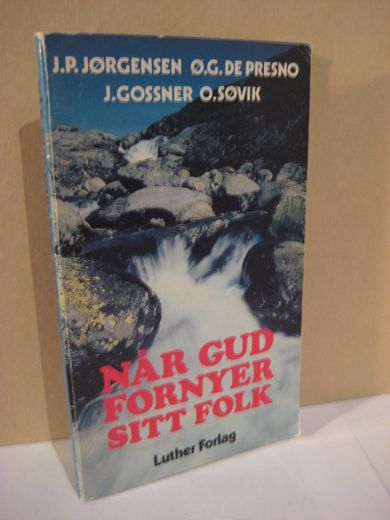 J.P. JØRGENSEN Ø.G. DE PRESNO
J. GOSSNER O. SØVIK
NÅR GUD
FORNYER
SITT FOLK
Luther Forlag